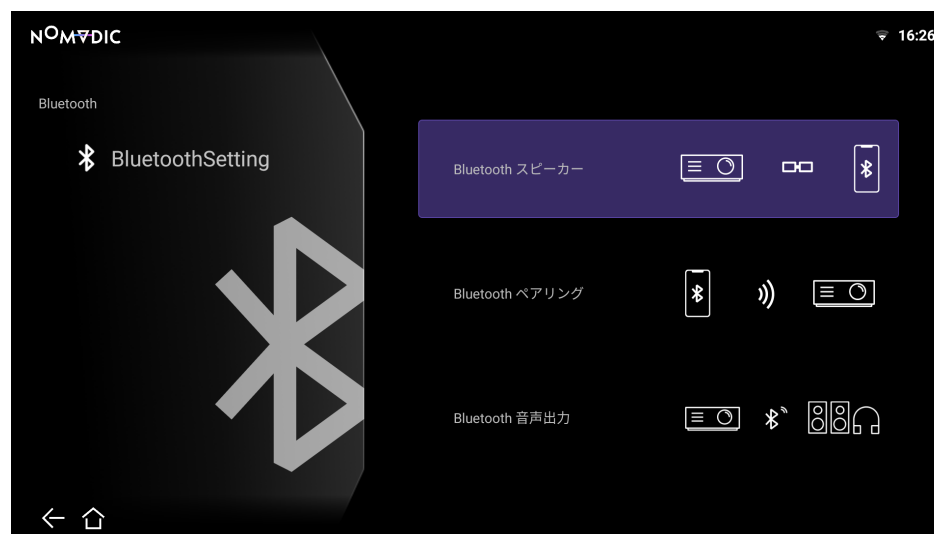 NOMADIC
16:26
Bluetooth
BluetoothSetting
Bluetooth スピーカー
Bluetooth ペアリング
Bluetooth 音声出力